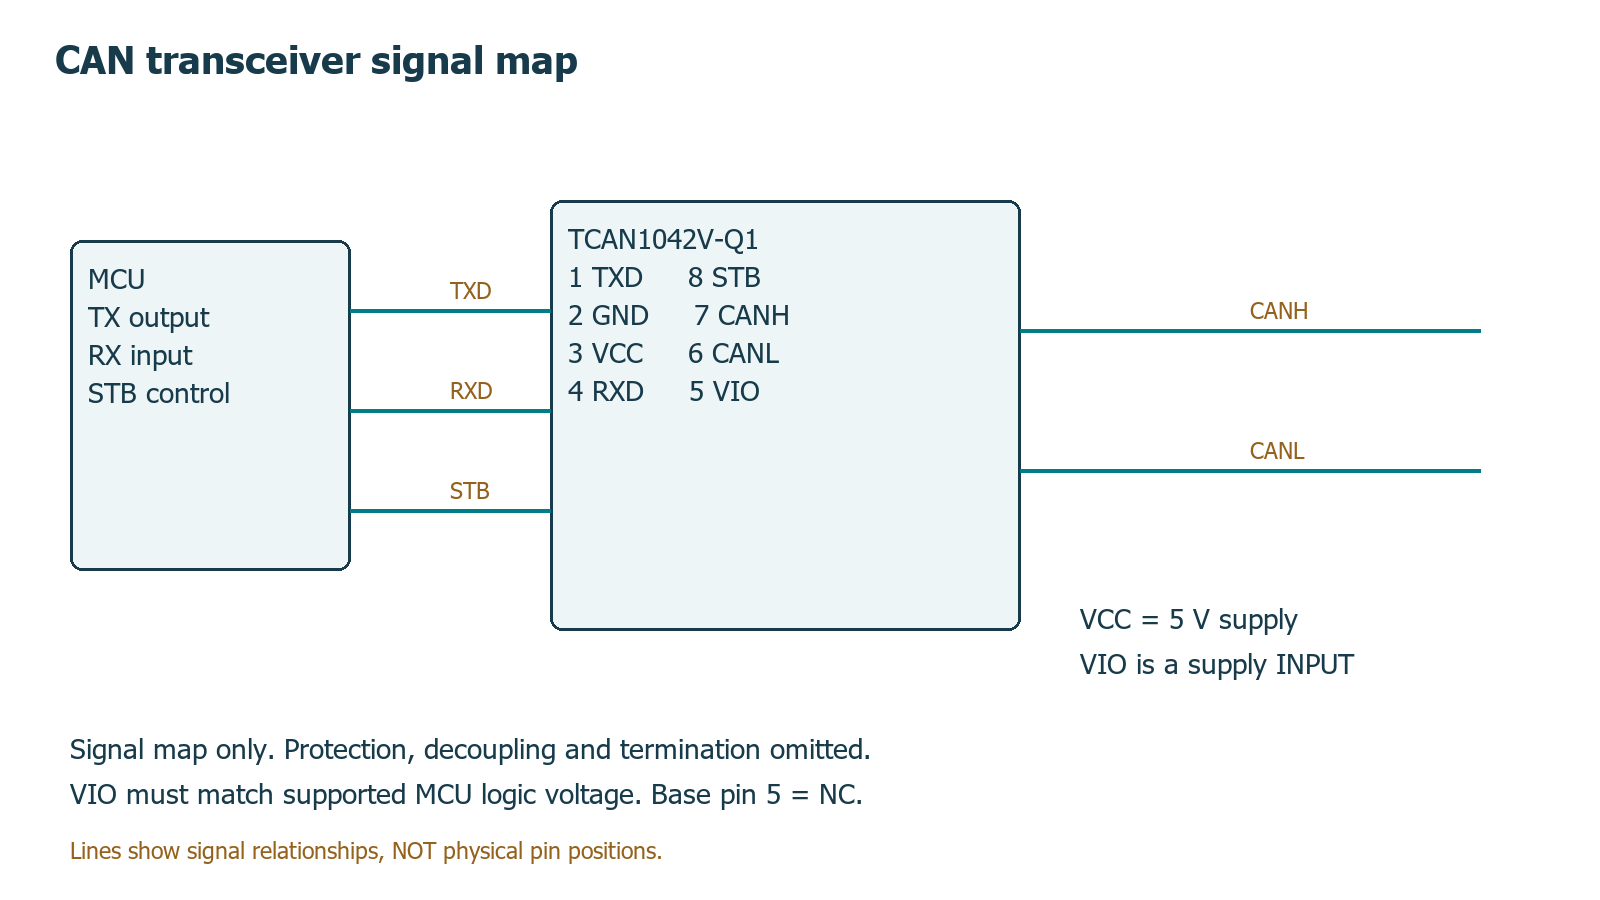 CAN transceiver signal map
MCU
TX output
RX input
STB control
TXD
RXD
STB
TCAN1042V-Q1
1 TXD 8 STB
2 GND 7 CANH
3 VCC 6 CANL
4 RXD 5 VIO
CANH
CANL
VCC = 5 V supply
VIO is a supply INPUT
Signal map only. Protection, decoupling and termination omitted.
VIO must match supported MCU logic voltage. Base pin 5 = NC.
Lines show signal relationships, NOT physical pin positions.